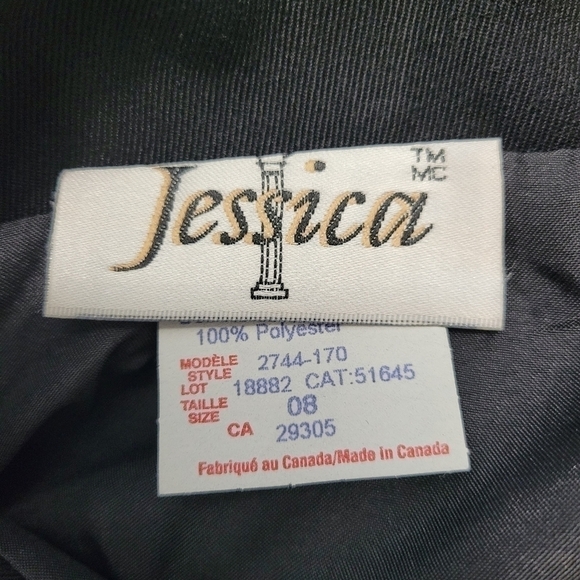 Jessica
TM
MC
100% Polyester
MODÈLE
STYLE 2744-170
LOT 18882 CAT:51645
TAILLE
SIZE 08
CA 29305
Fabriqué au Canada/Made in Canada